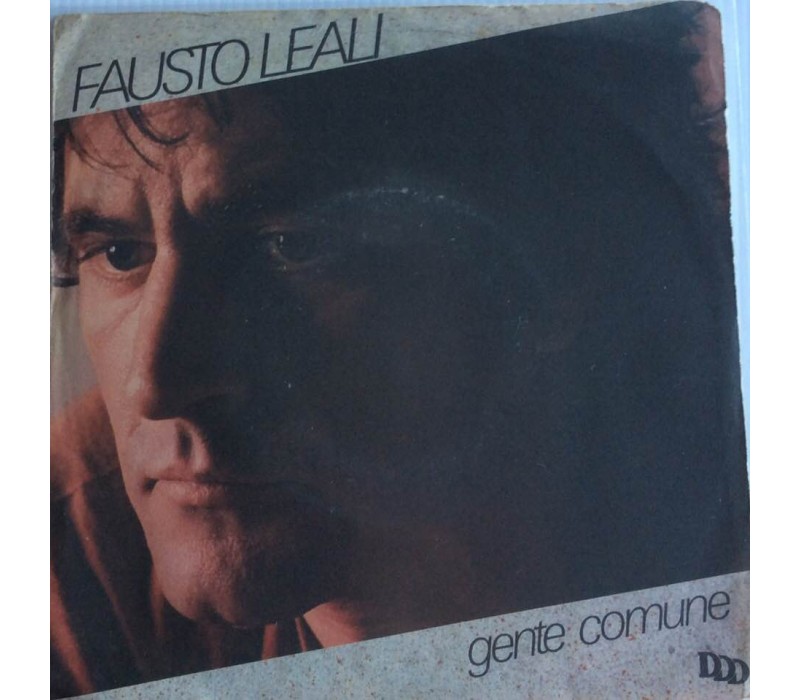 FAUSTO LEALI
gente comune
DDD